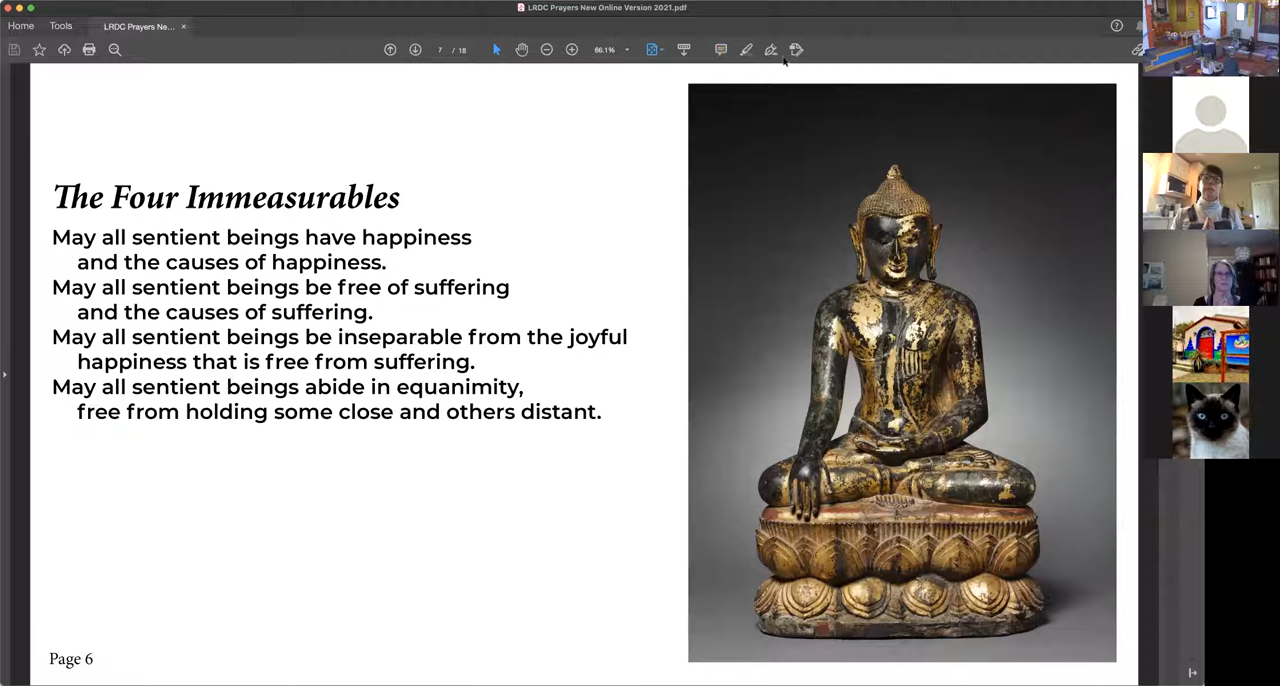 LRDC Prayers New Online Version 2021.pdf
Home
Tools
LRDC Prayers Ne...
7 / 18
66.1%
The Four Immeasurables
May all sentient beings have happiness
and the causes of happiness.
May all sentient beings be free of suffering
and the causes of suffering.
May all sentient beings be inseparable from the joyful
happiness that is free from suffering.
May all sentient beings abide in equanimity,
free from holding some close and others distant.
Page 6